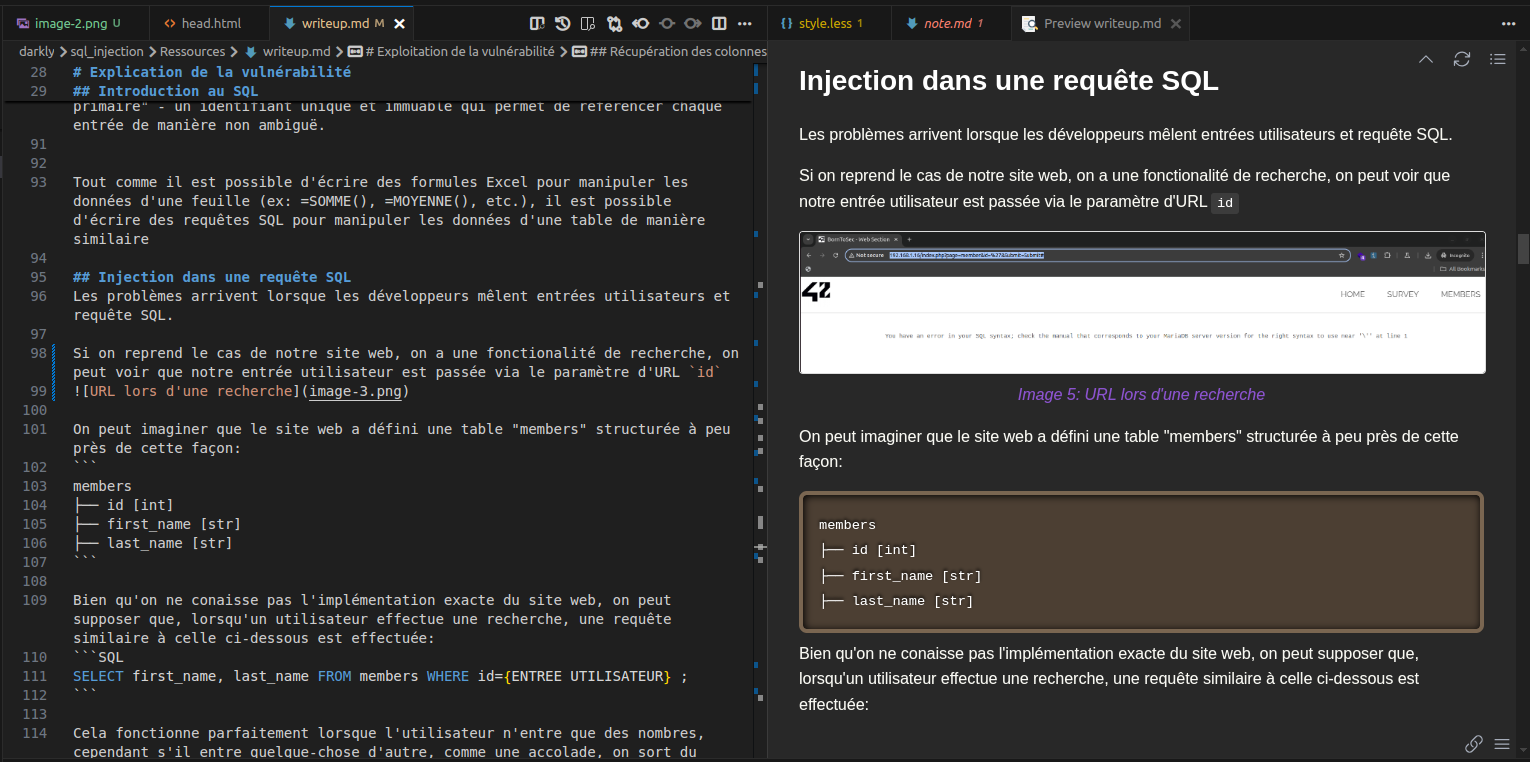 image-2.png U
head.html
writeup.md M
style.less 1
note.md 1
Preview writeup.md
darkly > sql_injection > Ressources > writeup.md > # Explication de la vulnérabilité > ## Récupération des colonnes
28 # Explication de la vulnérabilité
29 ## Introduction au SQL
primaire" - un identifiant unique et immuable qui permet de référencer chaque
entrée de manière non ambiguë.
91
92
93 Tout comme il est possible d'écrire des formules Excel pour manipuler les
données d'une feuille (ex: =SOMME(), =MOYENNE(), etc.), il est possible
d'écrire des requêtes SQL pour manipuler les données d'une table de manière
similaire
94
95 ## Injection dans une requête SQL
96 Les problèmes arrivent lorsque les développeurs mêlent entrées utilisateurs et
requête SQL.
97
98 Si on reprend le cas de notre site web, on a une fonctionalité de recherche, on
peut voir que notre entrée utilisateur est passée via le paramètre d'URL `id`
99 ![URL lors d'une recherche](image-3.png)
100
101 On peut imaginer que le site web a défini une table "members" structurée à peu
près de cette façon:
102 ```
103 members
104 ├── id [int]
105 ├── first_name [str]
106 ├── last_name [str]
107 ```
108
109 Bien qu'on ne conaisse pas l'implémentation exacte du site web, on peut
supposer que, lorsqu'un utilisateur effectue une recherche, une requête
similaire à celle ci-dessous est effectuée:
110 ```SQL
111 SELECT first_name, last_name FROM members WHERE id={ENTREE UTILISATEUR} ;
112 ```
113
114 Cela fonctionne parfaitement lorsque l'utilisateur n'entre que des nombres,
cependant s'il entre quelque-chose d'autre, comme une accolade, on sort du
Injection dans une requête SQL
Les problèmes arrivent lorsque les développeurs mêlent entrées utilisateurs et requête SQL.
Si on reprend le cas de notre site web, on a une fonctionalité de recherche, on peut voir que
notre entrée utilisateur est passée via le paramètre d'URL id
BornToSec - Web Section
Not secure 192.168.1.16/index.php?page=member&id=%27&Submit=Submit# Incognito
All Bookmarks
42
HOME SURVEY MEMBERS
You have an error in your SQL syntax; check the manual that corresponds to your MariaDB server version for the right syntax to use near '\'' at line 1
Image 5: URL lors d'une recherche
On peut imaginer que le site web a défini une table "members" structurée à peu près de cette
façon:
members
├── id [int]
├── first_name [str]
├── last_name [str]
Bien qu'on ne conaisse pas l'implémentation exacte du site web, on peut supposer que,
lorsqu'un utilisateur effectue une recherche, une requête similaire à celle ci-dessous est
effectuée: